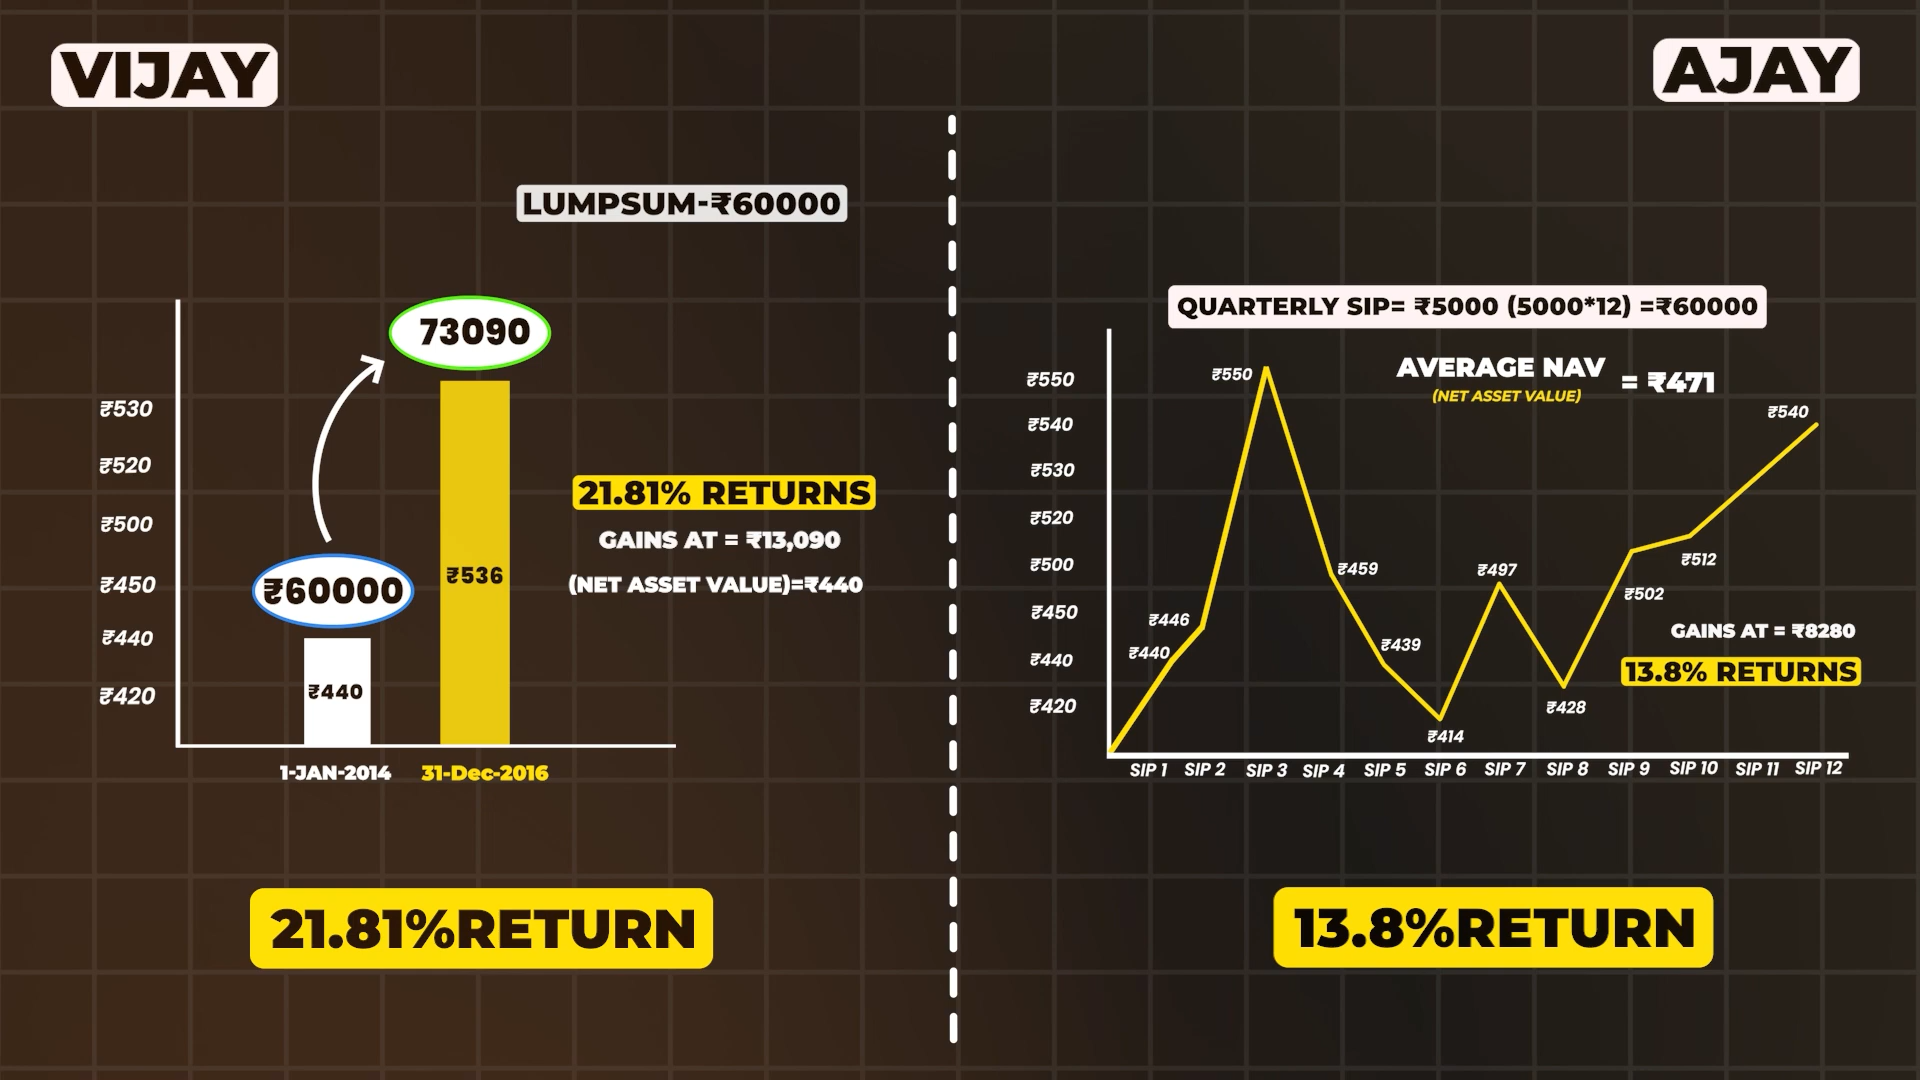 VIJAY
LUMPSUM-₹60000
73090
₹530
₹520
₹500
₹450
₹440
₹420
₹60000
₹536
₹440
1-JAN-2014
31-Dec-2016
21.81% RETURNS
GAINS AT = ₹13,090
(NET ASSET VALUE)=₹440
21.81%RETURN
AJAY
QUARTERLY SIP= ₹5000 (5000*12) =₹60000
AVERAGE NAV
(NET ASSET VALUE)
= ₹471
₹550
₹540
₹530
₹520
₹500
₹450
₹440
₹420
₹440
₹446
₹550
₹459
₹439
₹414
₹497
₹428
₹502
₹512
₹540
GAINS AT = ₹8280
13.8% RETURNS
SIP 1 SIP 2 SIP 3 SIP 4 SIP 5 SIP 6 SIP 7 SIP 8 SIP 9 SIP 10 SIP 11 SIP 12
13.8%RETURN